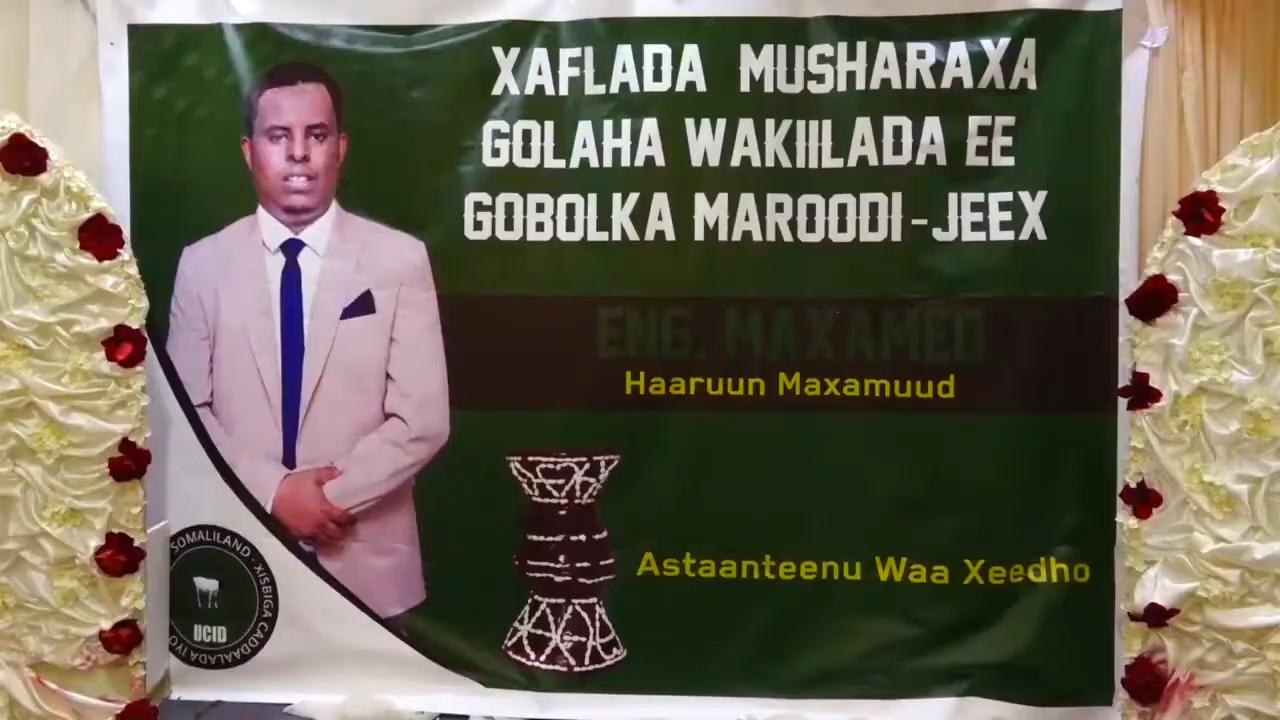 XAFLADA MUSHARAXA
GOLAHA WAKIILADA EE
GOBOLKA MAROODI-JEEX
ENG. MAXAMED
Haaruun Maxamuud
Astaanteenu Waa Xeedho
SOMALILAND - XISBIGA CADDAALADA IYO
UCID